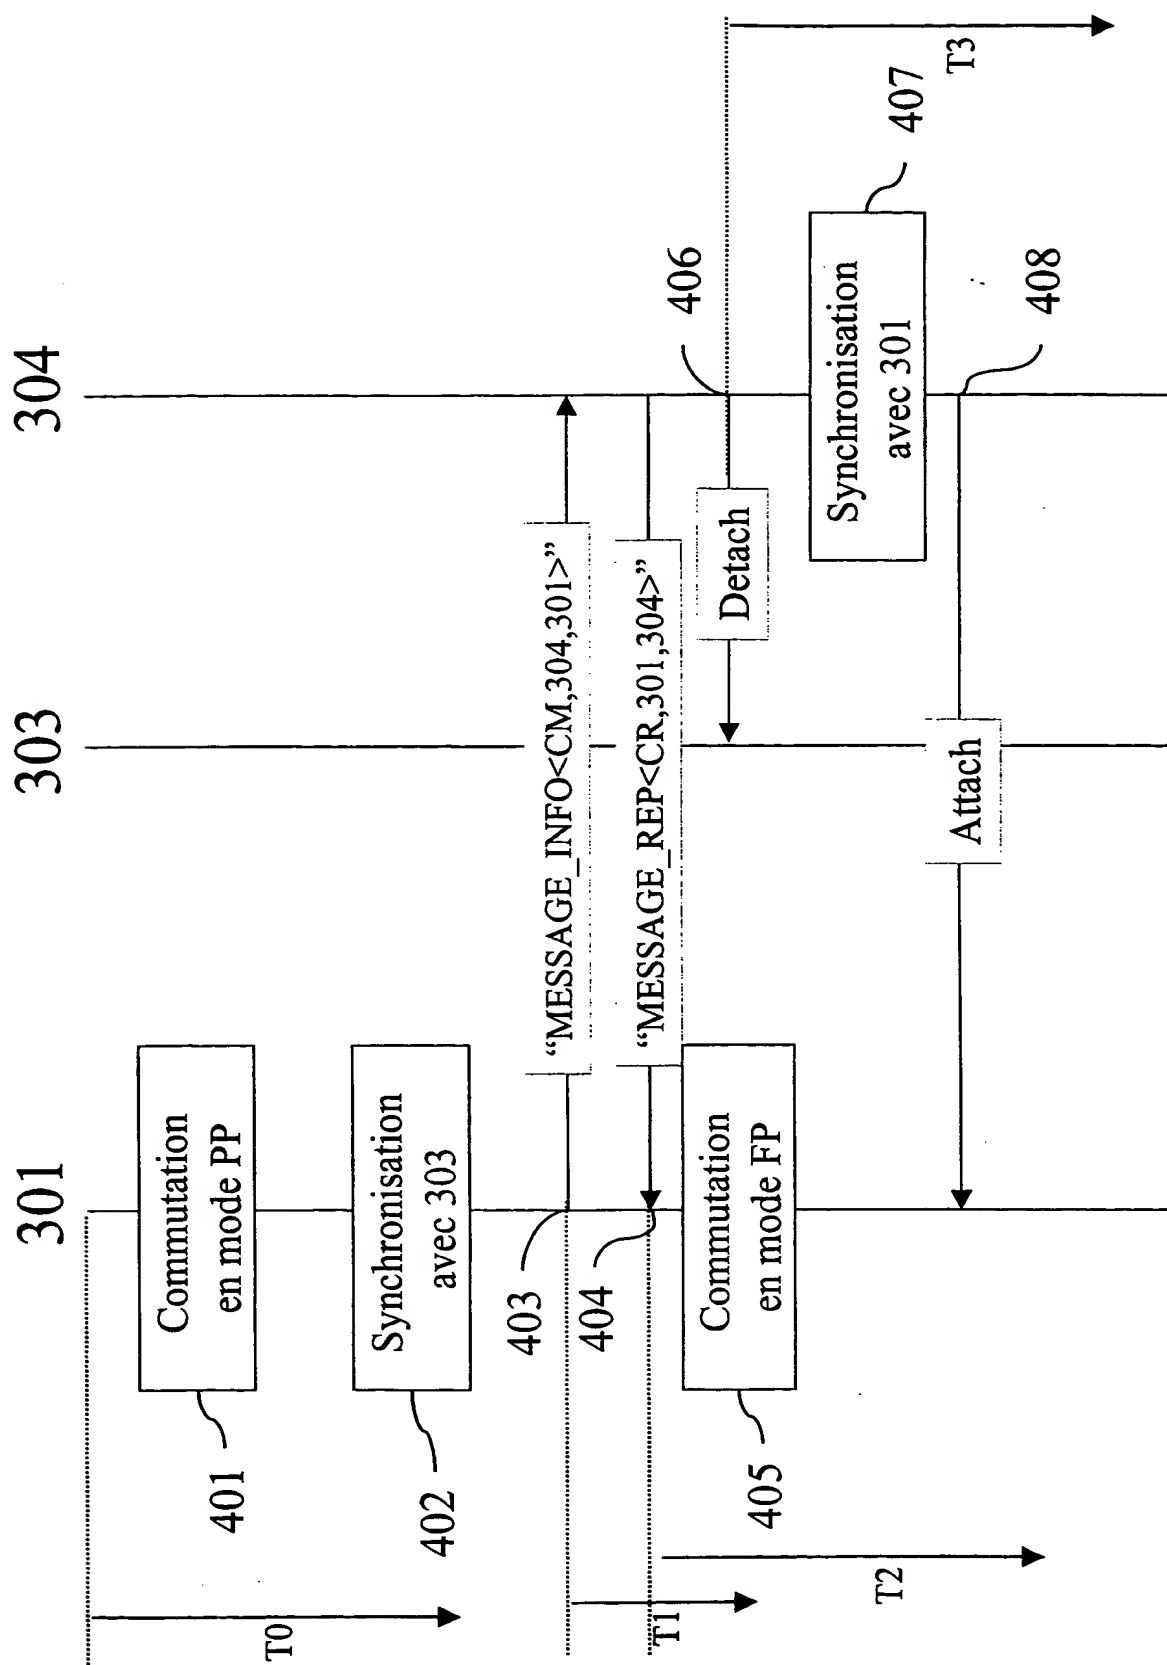 301
303
304
Commutation
en mode PP
401
T0
Synchronisation
avec 303
402
403
“MESSAGE_INFO<CM,304,301>”
404
“MESSAGE_REP<CR,301,304>”
T1
Commutation
en mode FP
405
T2
406
Detach
T3
Synchronisation
avec 301
407
Attach
408